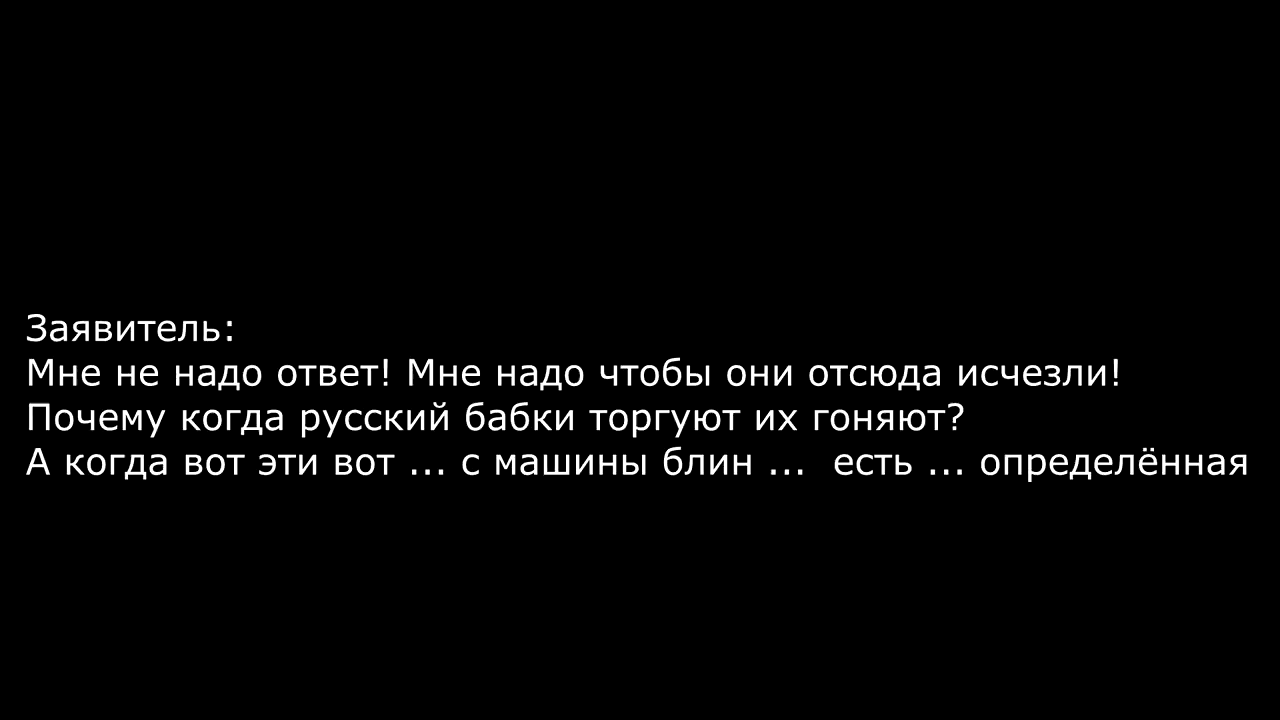 Заявитель:
Мне не надо ответ! Мне надо чтобы они отсюда исчезли!
Почему когда русский бабки торгуют их гоняют?
А когда вот эти вот ... с машины блин ...  есть ... определённая